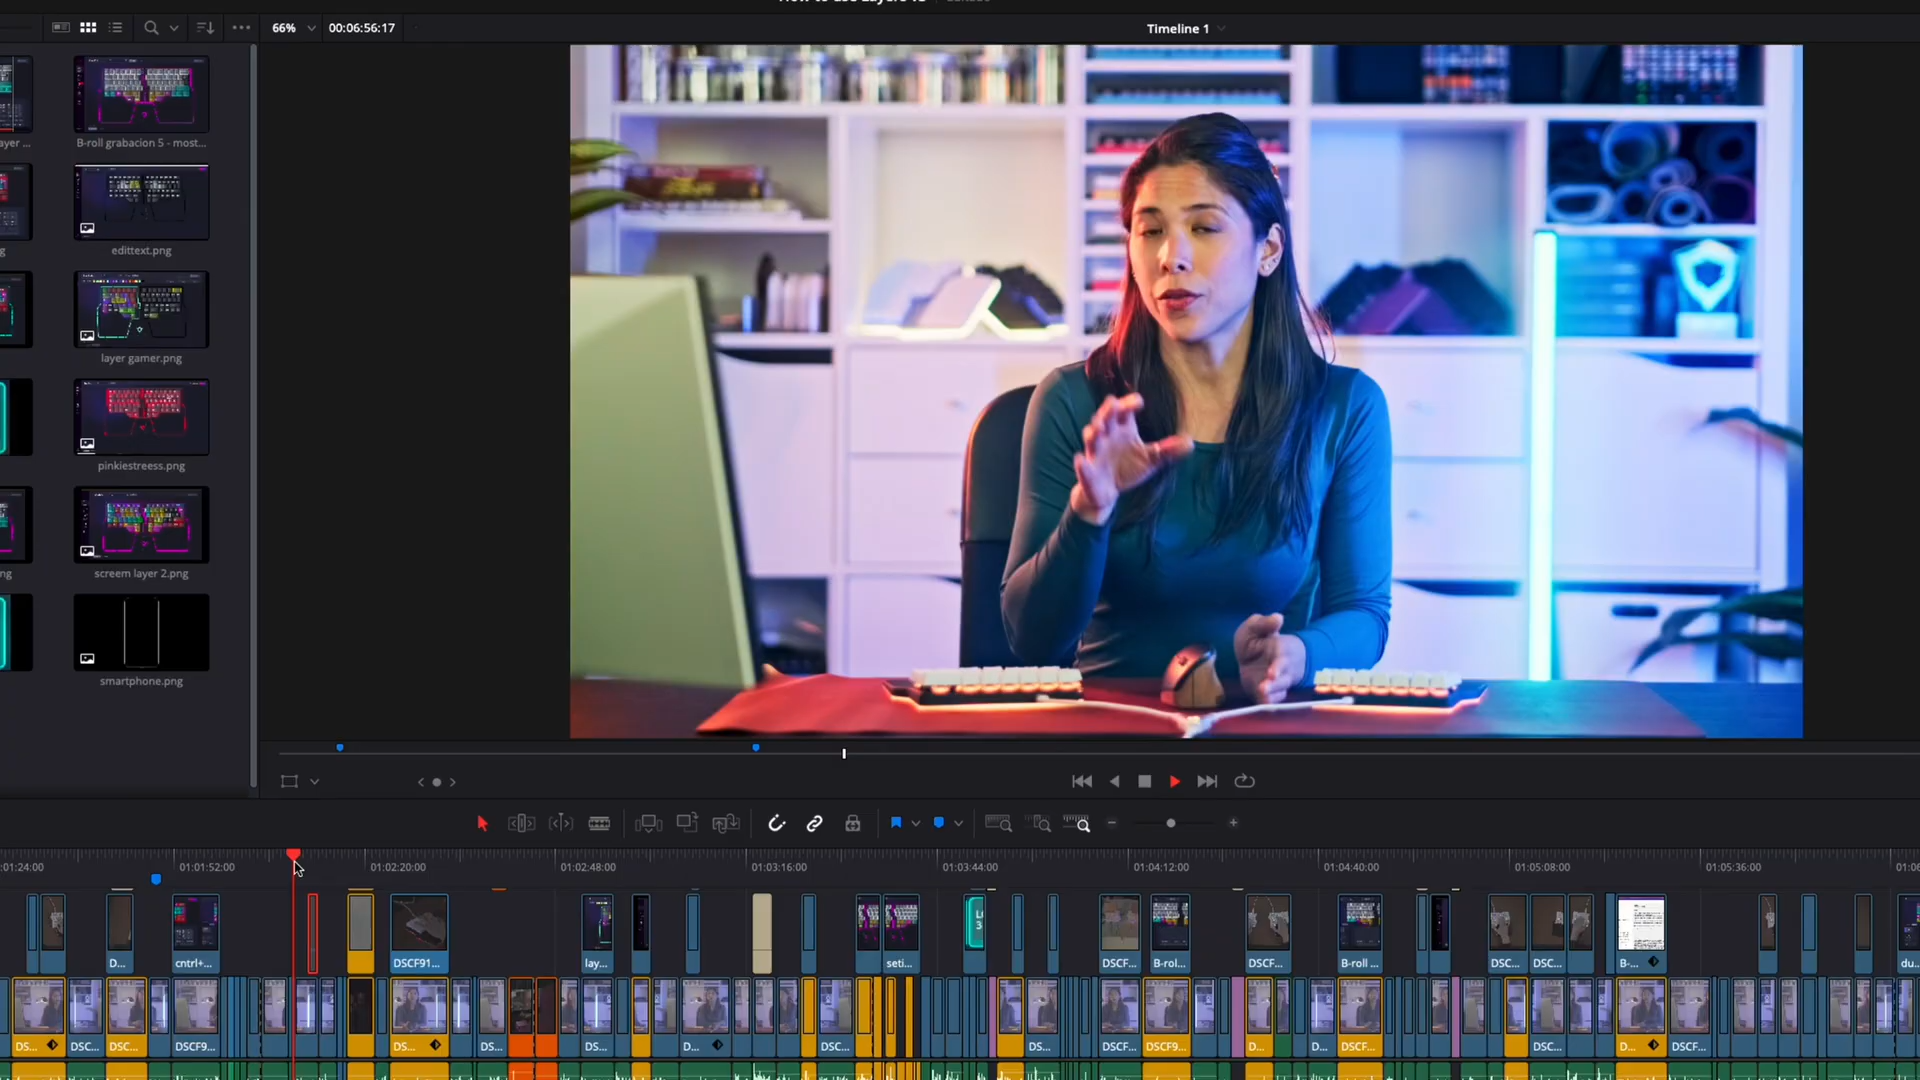 66%
00:06:56:17
Timeline 1
ayer ...
B-roll grabacion 5 - most...
edittext.png
layer gamer.png
pinkiestreess.png
ng
screem layer 2.png
smartphone.png
01:24:00
01:01:52:00
01:02:20:00
01:02:48:00
01:03:16:00
01:03:44:00
01:04:12:00
01:04:40:00
01:05:08:00
01:05:36:00
D...
cntrl+...
DSCF91...
lay...
seti...
DSCF...
B-rol...
DSCF...
B-roll ...
DSC...
DSC...
B-...
du...
DS...
DSC...
DSC...
DSCF9...
DS...
DS...
DS...
D...
DSC...
DS...
DSCF...
DSCF9...
D...
D...
DSCF...
DSC...
D...
DSCF...